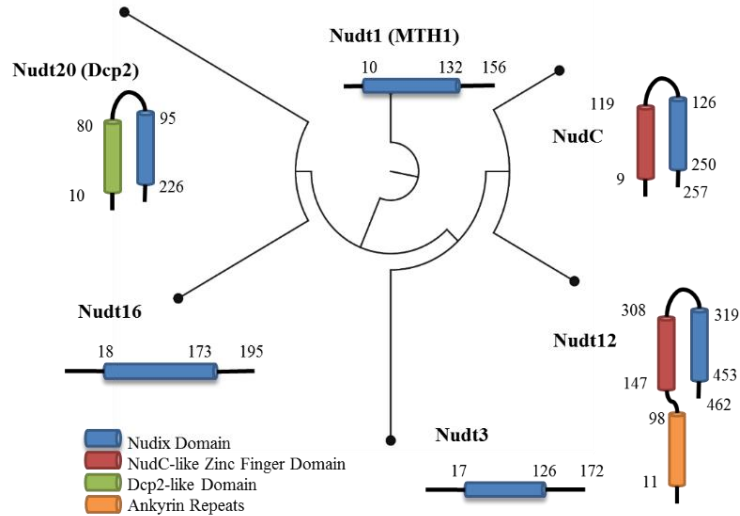 Nudt1 (MTH1)
10 132 156
Nudt20 (Dcp2)
80 95
10 226
NudC
119 126
9 250
257
Nudt16
18 173 195
Nudt12
308 319
147 453
462
98
11
Nudt3
17 126 172
Nudix Domain
NudC-like Zinc Finger Domain
Dcp2-like Domain
Ankyrin Repeats